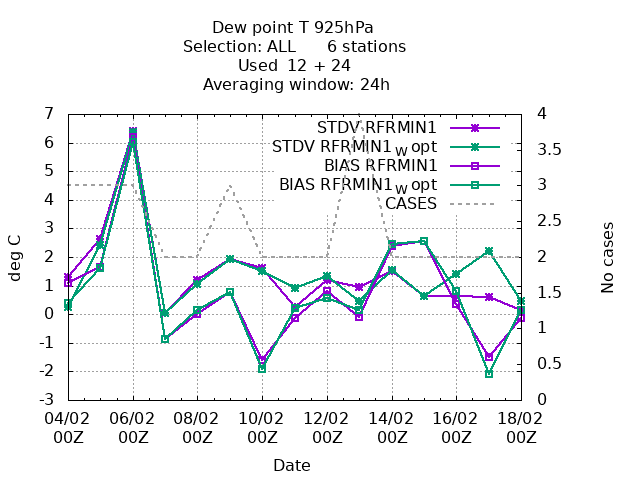 Dew point T 925hPa
Selection: ALL 6 stations
Used 12 + 24
Averaging window: 24h
STDV RFRMIN1
STDV RFRMIN1_W opt
BIAS RFRMIN1
BIAS RFRMIN1_W opt
CASES
deg C
7
6
5
4
3
2
1
0
-1
-2
-3
4
3.5
3
2.5
2
1.5
1
0.5
0
No cases
04/02 06/02 08/02 10/02 12/02 14/02 16/02 18/02
00Z 00Z 00Z 00Z 00Z 00Z 00Z 00Z
Date